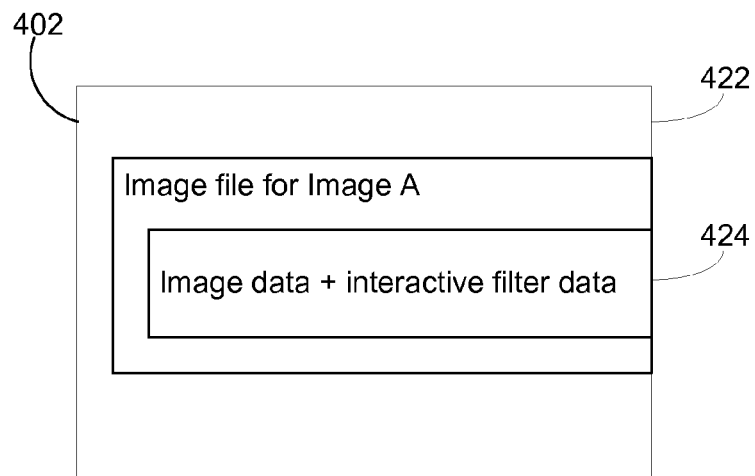 402
422
Image file for Image A
424
Image data + interactive filter data